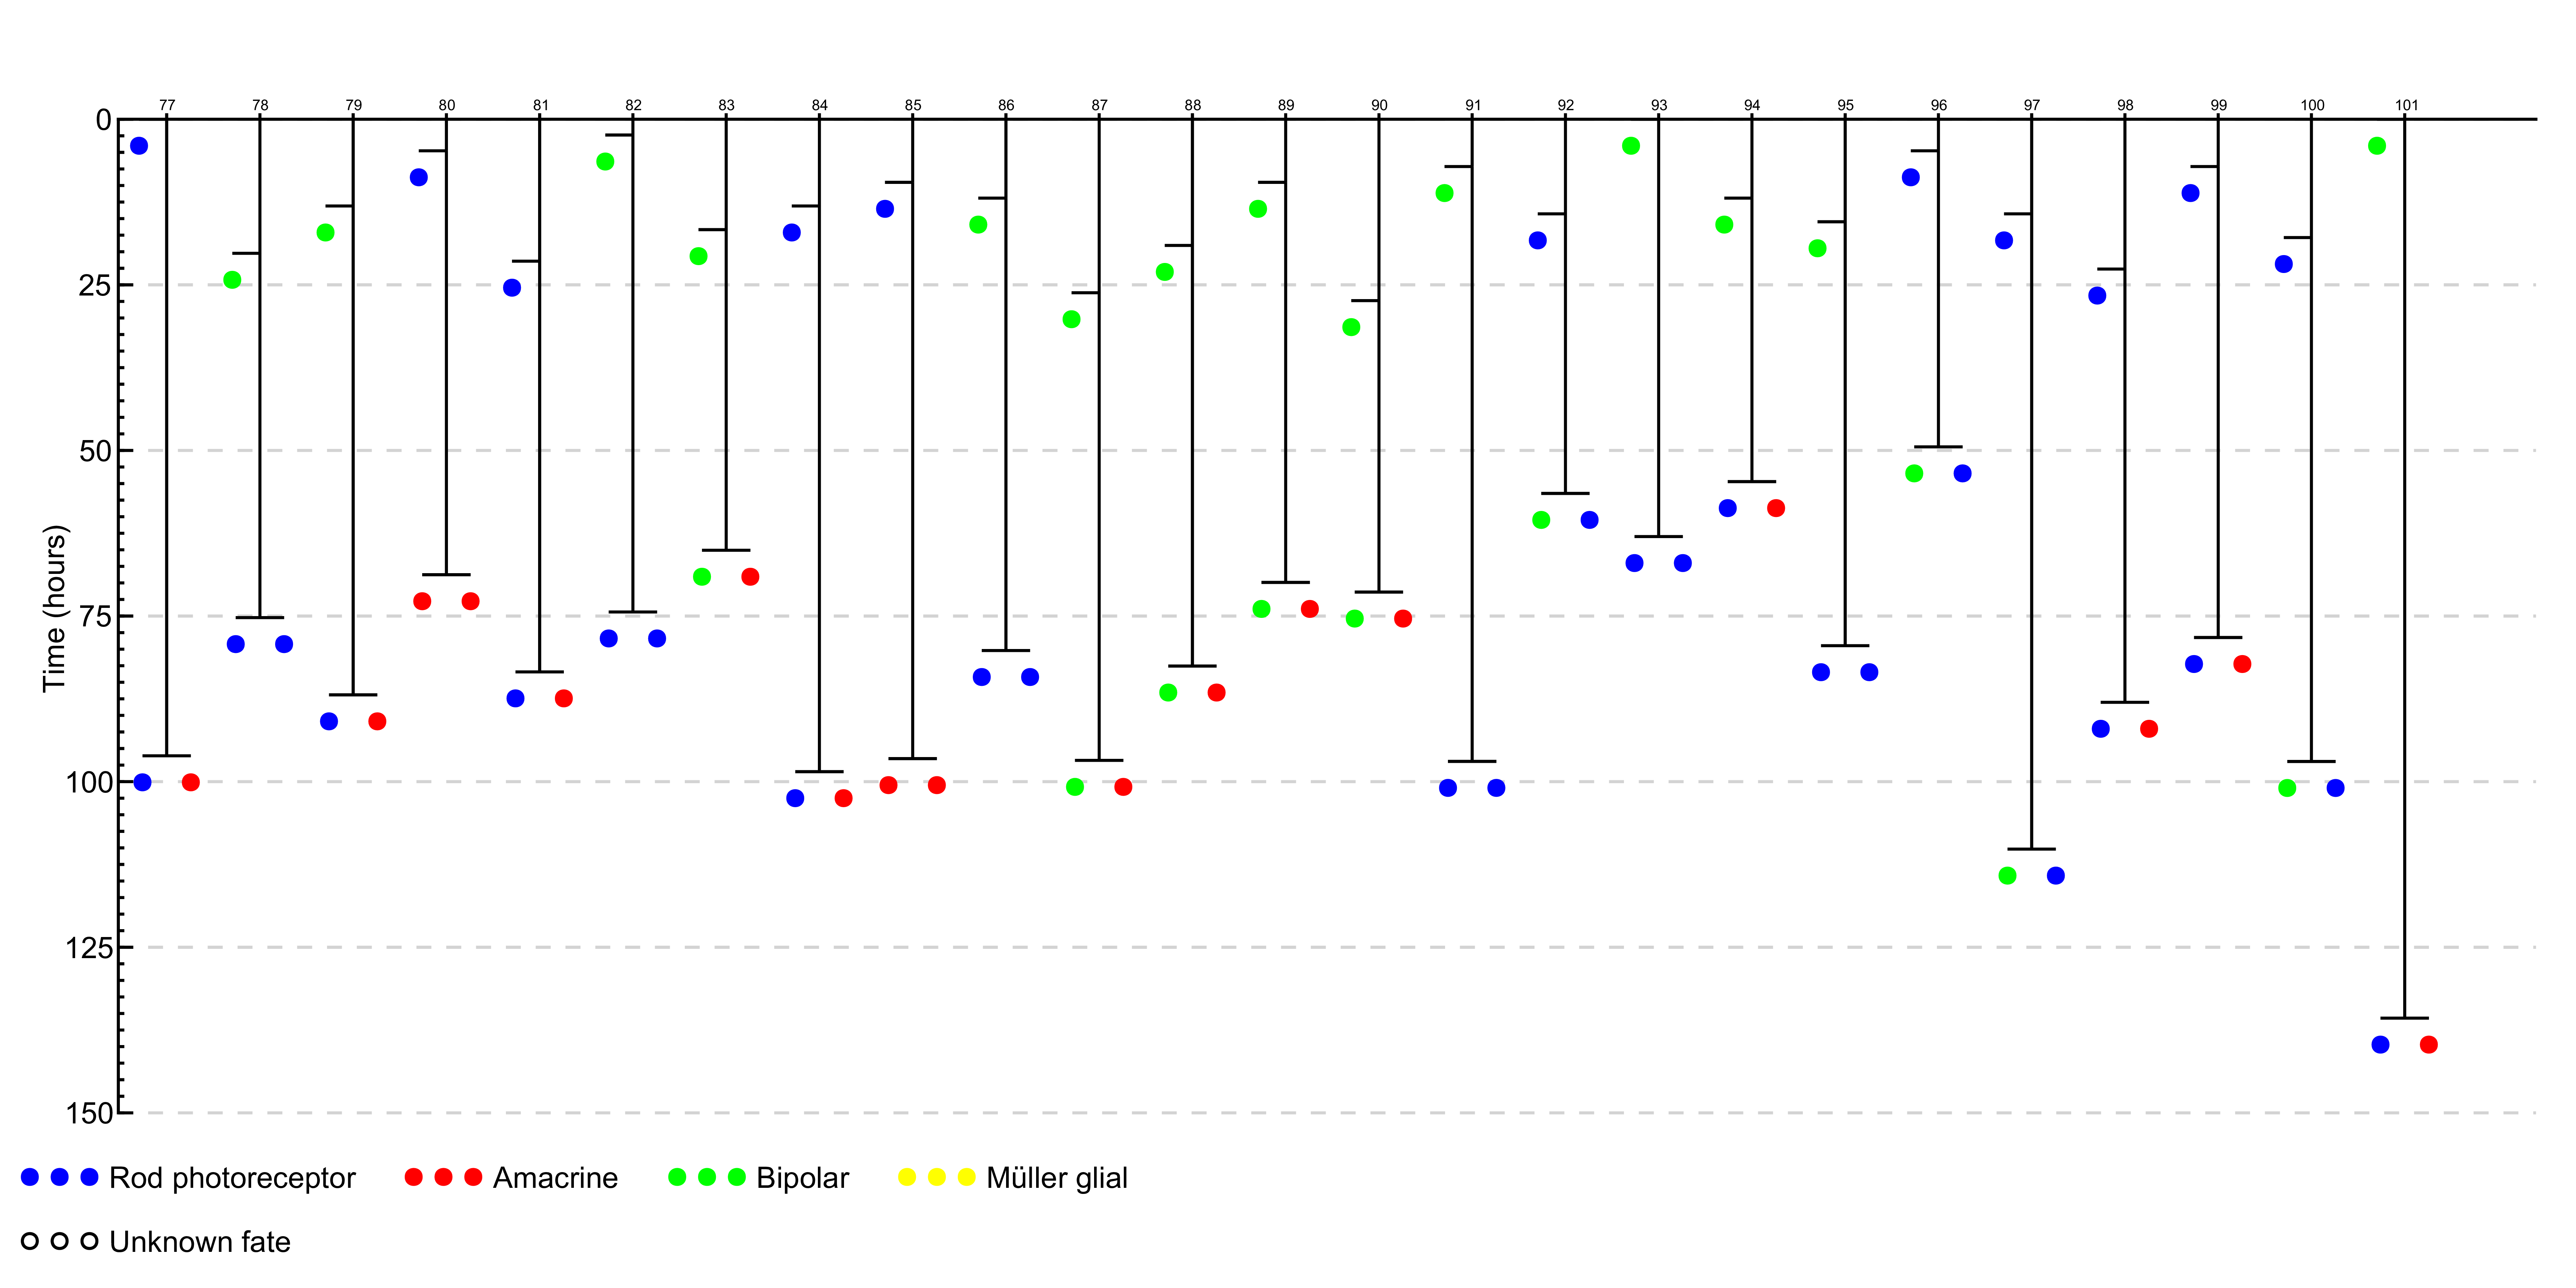 77 78 79 80 81 82 83 84 85 86 87 88 89 90 91 92 93 94 95 96 97 98 99 100 101
0
25
50
75
100
125
150
Time (hours)
Rod photoreceptor Amacrine Bipolar Müller glial
Unknown fate